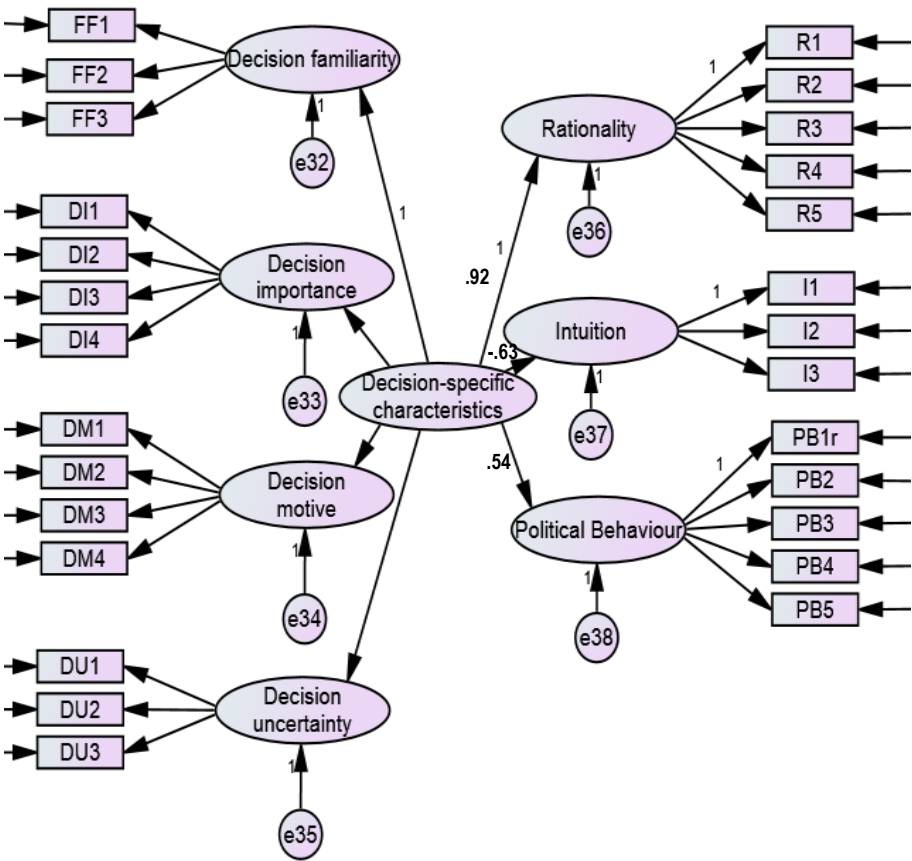 FF1
FF2
FF3
Decision familiarity
1
e32
DI1
DI2
DI3
DI4
Decision
importance
1
e33
DM1
DM2
DM3
DM4
Decision
motive
1
e34
DU1
DU2
DU3
Decision
uncertainty
1
e35
1
Decision-specific
characteristics
1
.92
-.63
.54
Rationality
1
e36
1
R1
R2
R3
R4
R5
Intuition
1
e37
1
I1
I2
I3
Political Behaviour
1
e38
1
PB1r
PB2
PB3
PB4
PB5